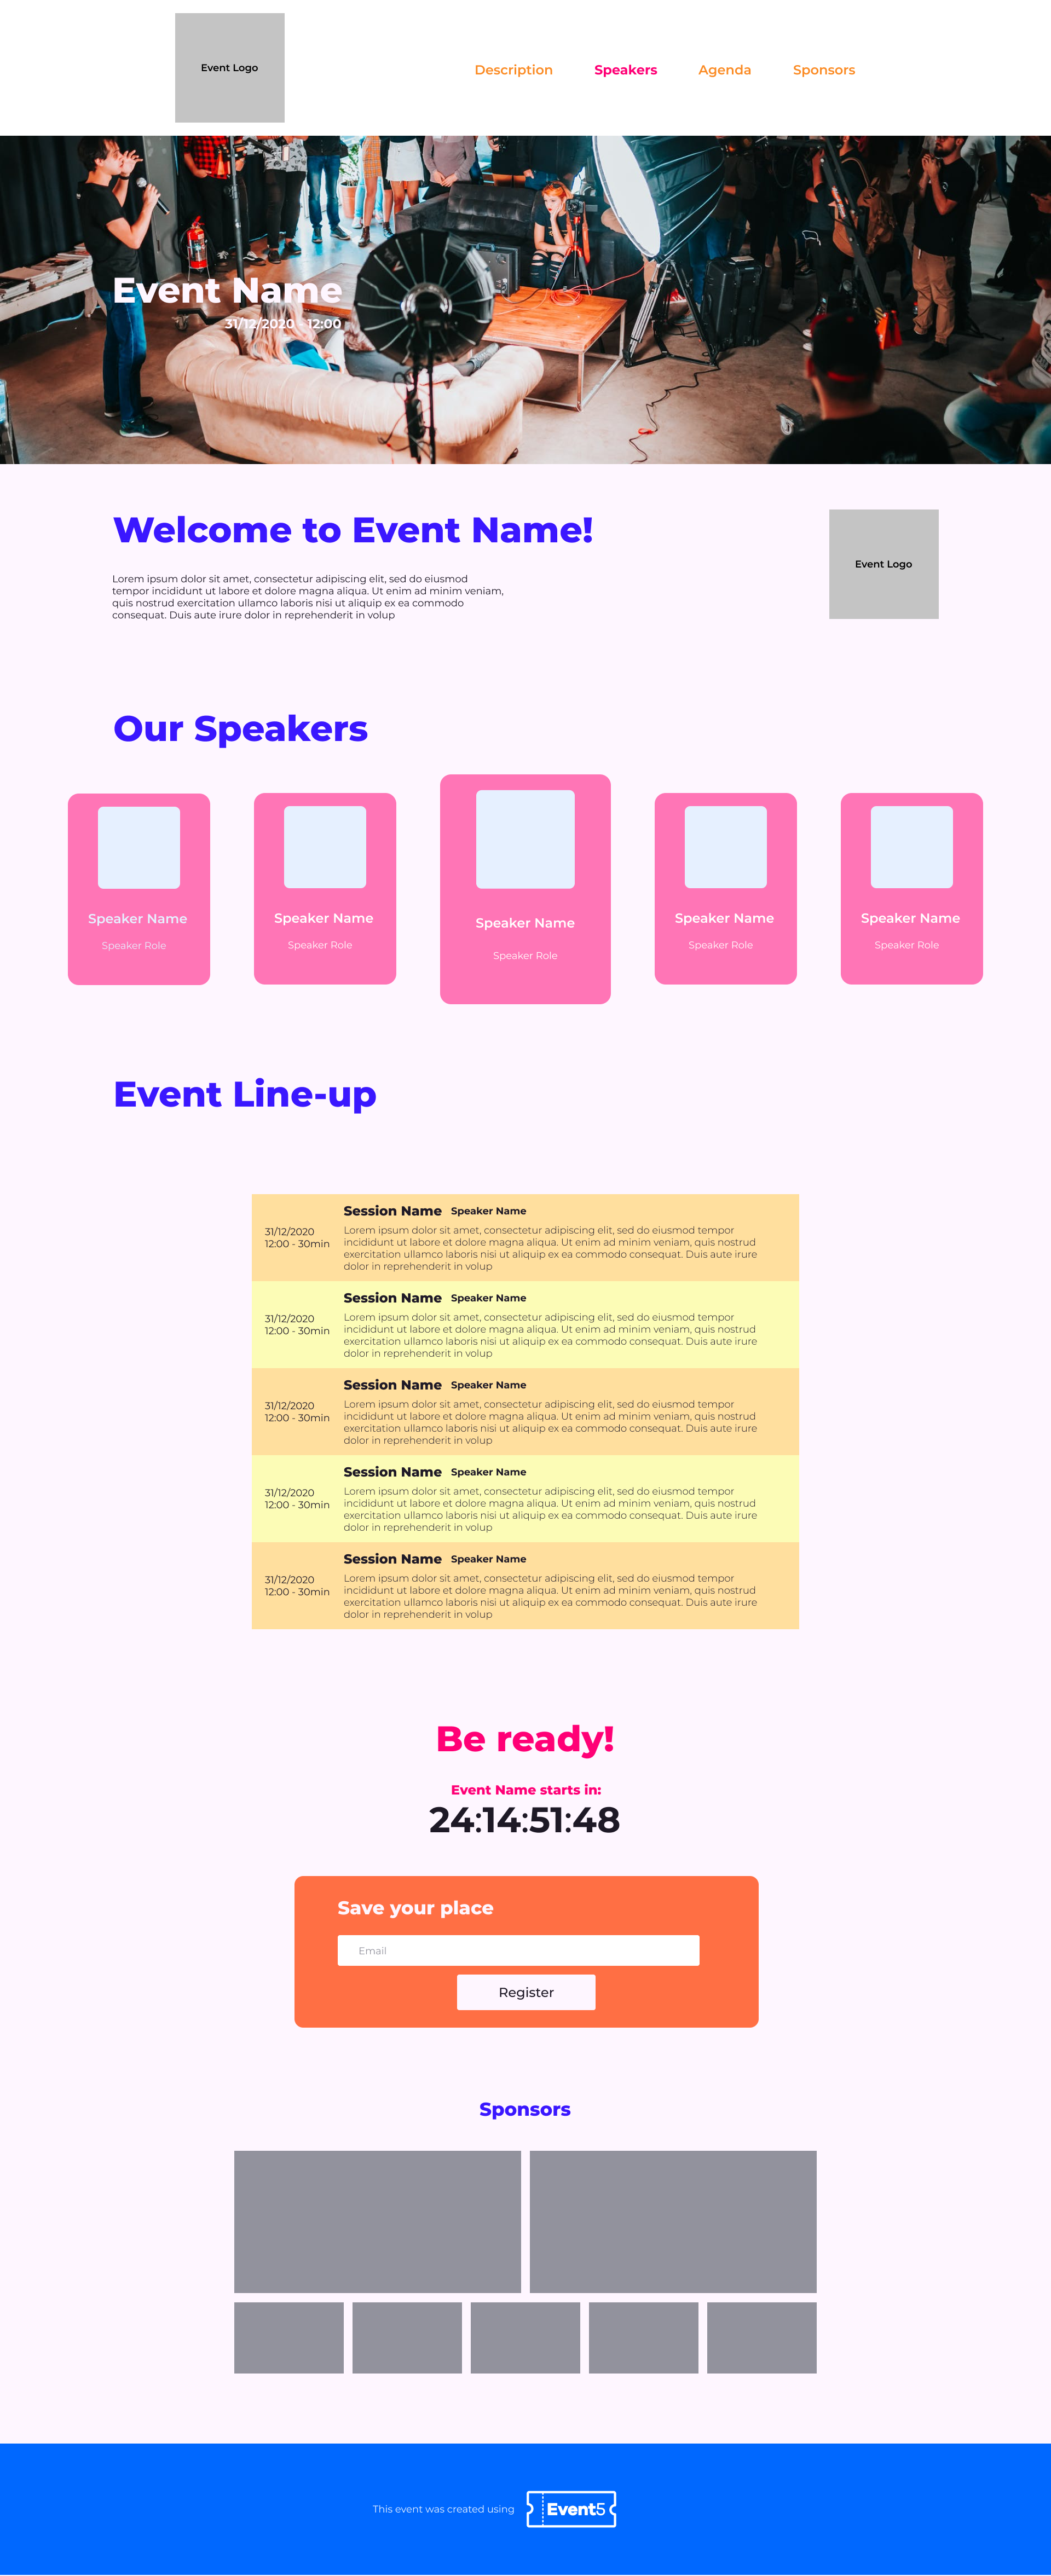 Event Logo
Description Speakers Agenda Sponsors
Event Name
31/12/2020 - 12:00
Welcome to Event Name!
Lorem ipsum dolor sit amet, consectetur adipiscing elit, sed do eiusmod
tempor incididunt ut labore et dolore magna aliqua. Ut enim ad minim veniam,
quis nostrud exercitation ullamco laboris nisi ut aliquip ex ea commodo
consequat. Duis aute irure dolor in reprehenderit in volup
Event Logo
Our Speakers
Speaker Name
Speaker Role
Speaker Name
Speaker Role
Speaker Name
Speaker Role
Speaker Name
Speaker Role
Speaker Name
Speaker Role
Event Line-up
31/12/2020
12:00 - 30min
Session Name Speaker Name
Lorem ipsum dolor sit amet, consectetur adipiscing elit, sed do eiusmod tempor
incididunt ut labore et dolore magna aliqua. Ut enim ad minim veniam, quis nostrud
exercitation ullamco laboris nisi ut aliquip ex ea commodo consequat. Duis aute irure
dolor in reprehenderit in volup
31/12/2020
12:00 - 30min
Session Name Speaker Name
Lorem ipsum dolor sit amet, consectetur adipiscing elit, sed do eiusmod tempor
incididunt ut labore et dolore magna aliqua. Ut enim ad minim veniam, quis nostrud
exercitation ullamco laboris nisi ut aliquip ex ea commodo consequat. Duis aute irure
dolor in reprehenderit in volup
31/12/2020
12:00 - 30min
Session Name Speaker Name
Lorem ipsum dolor sit amet, consectetur adipiscing elit, sed do eiusmod tempor
incididunt ut labore et dolore magna aliqua. Ut enim ad minim veniam, quis nostrud
exercitation ullamco laboris nisi ut aliquip ex ea commodo consequat. Duis aute irure
dolor in reprehenderit in volup
31/12/2020
12:00 - 30min
Session Name Speaker Name
Lorem ipsum dolor sit amet, consectetur adipiscing elit, sed do eiusmod tempor
incididunt ut labore et dolore magna aliqua. Ut enim ad minim veniam, quis nostrud
exercitation ullamco laboris nisi ut aliquip ex ea commodo consequat. Duis aute irure
dolor in reprehenderit in volup
31/12/2020
12:00 - 30min
Session Name Speaker Name
Lorem ipsum dolor sit amet, consectetur adipiscing elit, sed do eiusmod tempor
incididunt ut labore et dolore magna aliqua. Ut enim ad minim veniam, quis nostrud
exercitation ullamco laboris nisi ut aliquip ex ea commodo consequat. Duis aute irure
dolor in reprehenderit in volup
Be ready!
Event Name starts in:
24:14:51:48
Save your place
Email
Register
Sponsors
This event was created using Event5